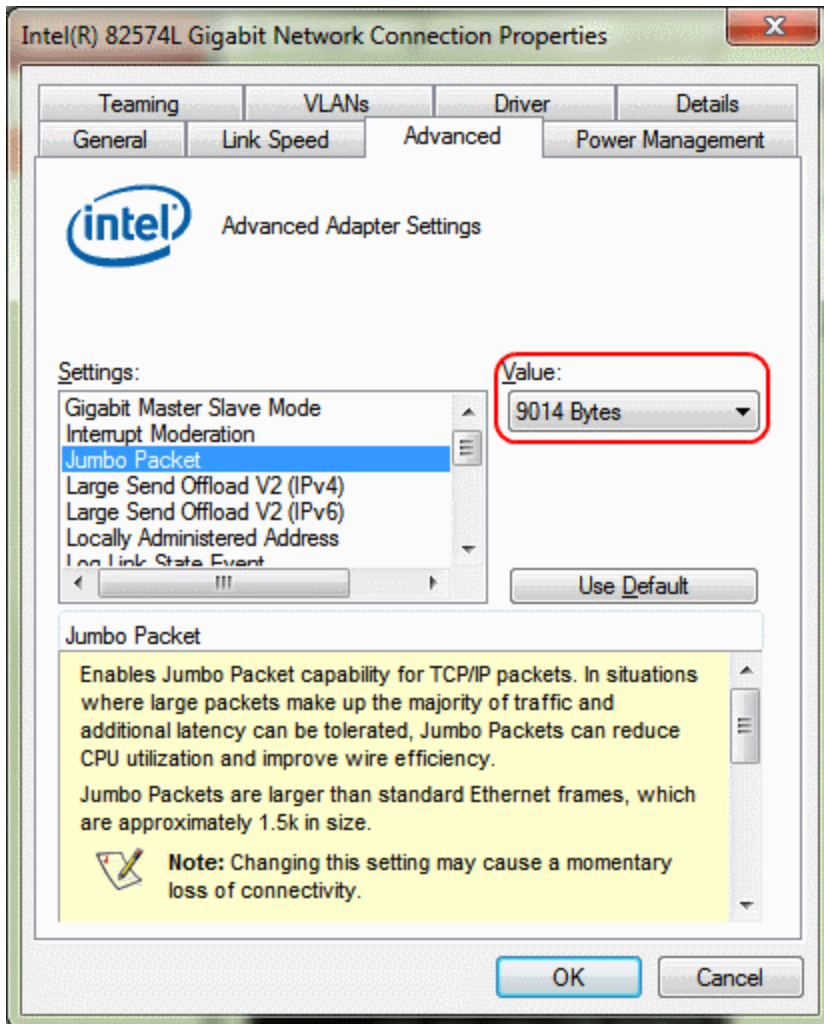 Intel(R) 82574L Gigabit Network Connection Properties
Teaming VLANs Driver Details
General Link Speed Advanced Power Management
intel
Advanced Adapter Settings
Settings:
Value:
Gigabit Master Slave Mode
9014 Bytes
Interrupt Moderation
Jumbo Packet
Large Send Offload V2 (IPv4)
Large Send Offload V2 (IPv6)
Locally Administered Address
Log Link State Event
Use Default
Jumbo Packet
Enables Jumbo Packet capability for TCP/IP packets. In situations
where large packets make up the majority of traffic and
additional latency can be tolerated, Jumbo Packets can reduce
CPU utilization and improve wire efficiency.
Jumbo Packets are larger than standard Ethernet frames, which
are approximately 1.5k in size.
Note: Changing this setting may cause a momentary
loss of connectivity.
OK Cancel